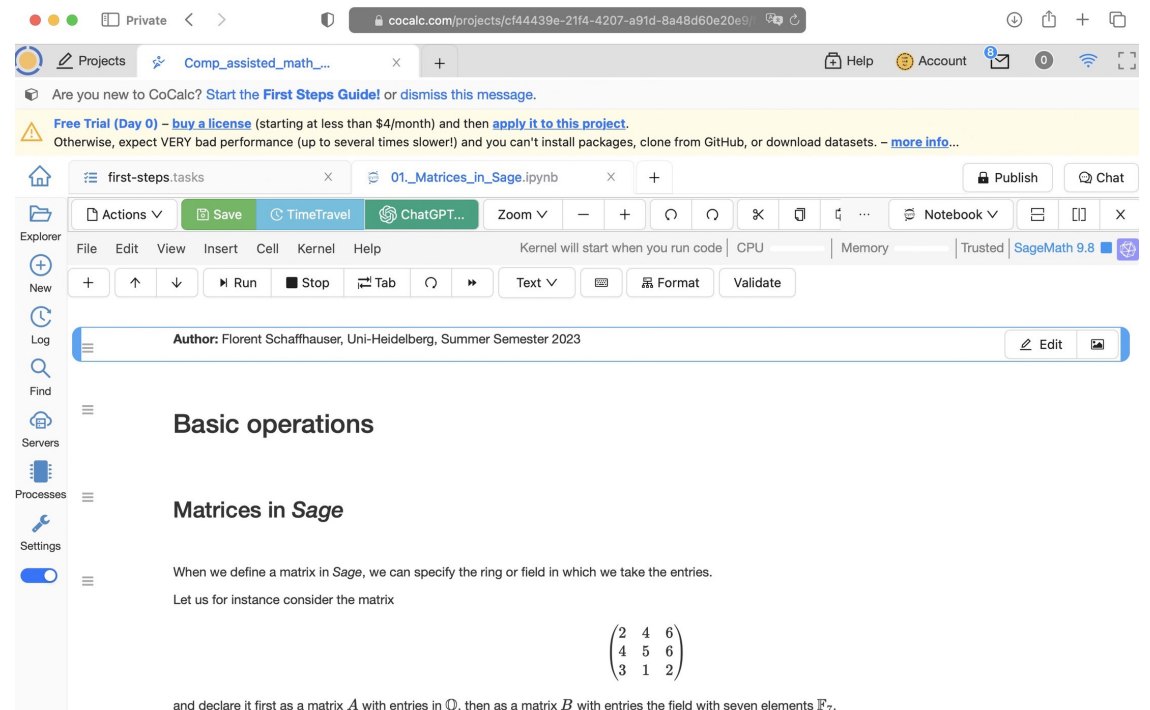 Private
cocalc.com/projects/cf44439e-21f4-4207-a91d-8a48d60e20e9/
Projects
Comp_assisted_math_...
Help
Account
8
0
Are you new to CoCalc? Start the First Steps Guide! or dismiss this message.
Free Trial (Day 0) – buy a license (starting at less than $4/month) and then apply it to this project.
Otherwise, expect VERY bad performance (up to several times slower!) and you can't install packages, clone from GitHub, or download datasets. – more info...
first-steps.tasks
01._Matrices_in_Sage.ipynb
Publish
Chat
Explorer
New
Log
Find
Servers
Processes
Settings
Actions
Save
TimeTravel
ChatGPT...
Zoom
Notebook
File Edit View Insert Cell Kernel Help
Kernel will start when you run code
CPU
Memory
Trusted
SageMath 9.8
Run
Stop
Tab
Text
Format
Validate
Author: Florent Schaffhauser, Uni-Heidelberg, Summer Semester 2023
Edit
Basic operations
Matrices in Sage
When we define a matrix in Sage, we can specify the ring or field in which we take the entries.
Let us for instance consider the matrix
2 4 6
4 5 6
3 1 2
and declare it first as a matrix A with entries in ℚ, then as a matrix B with entries the field with seven elements 𝔽₇.